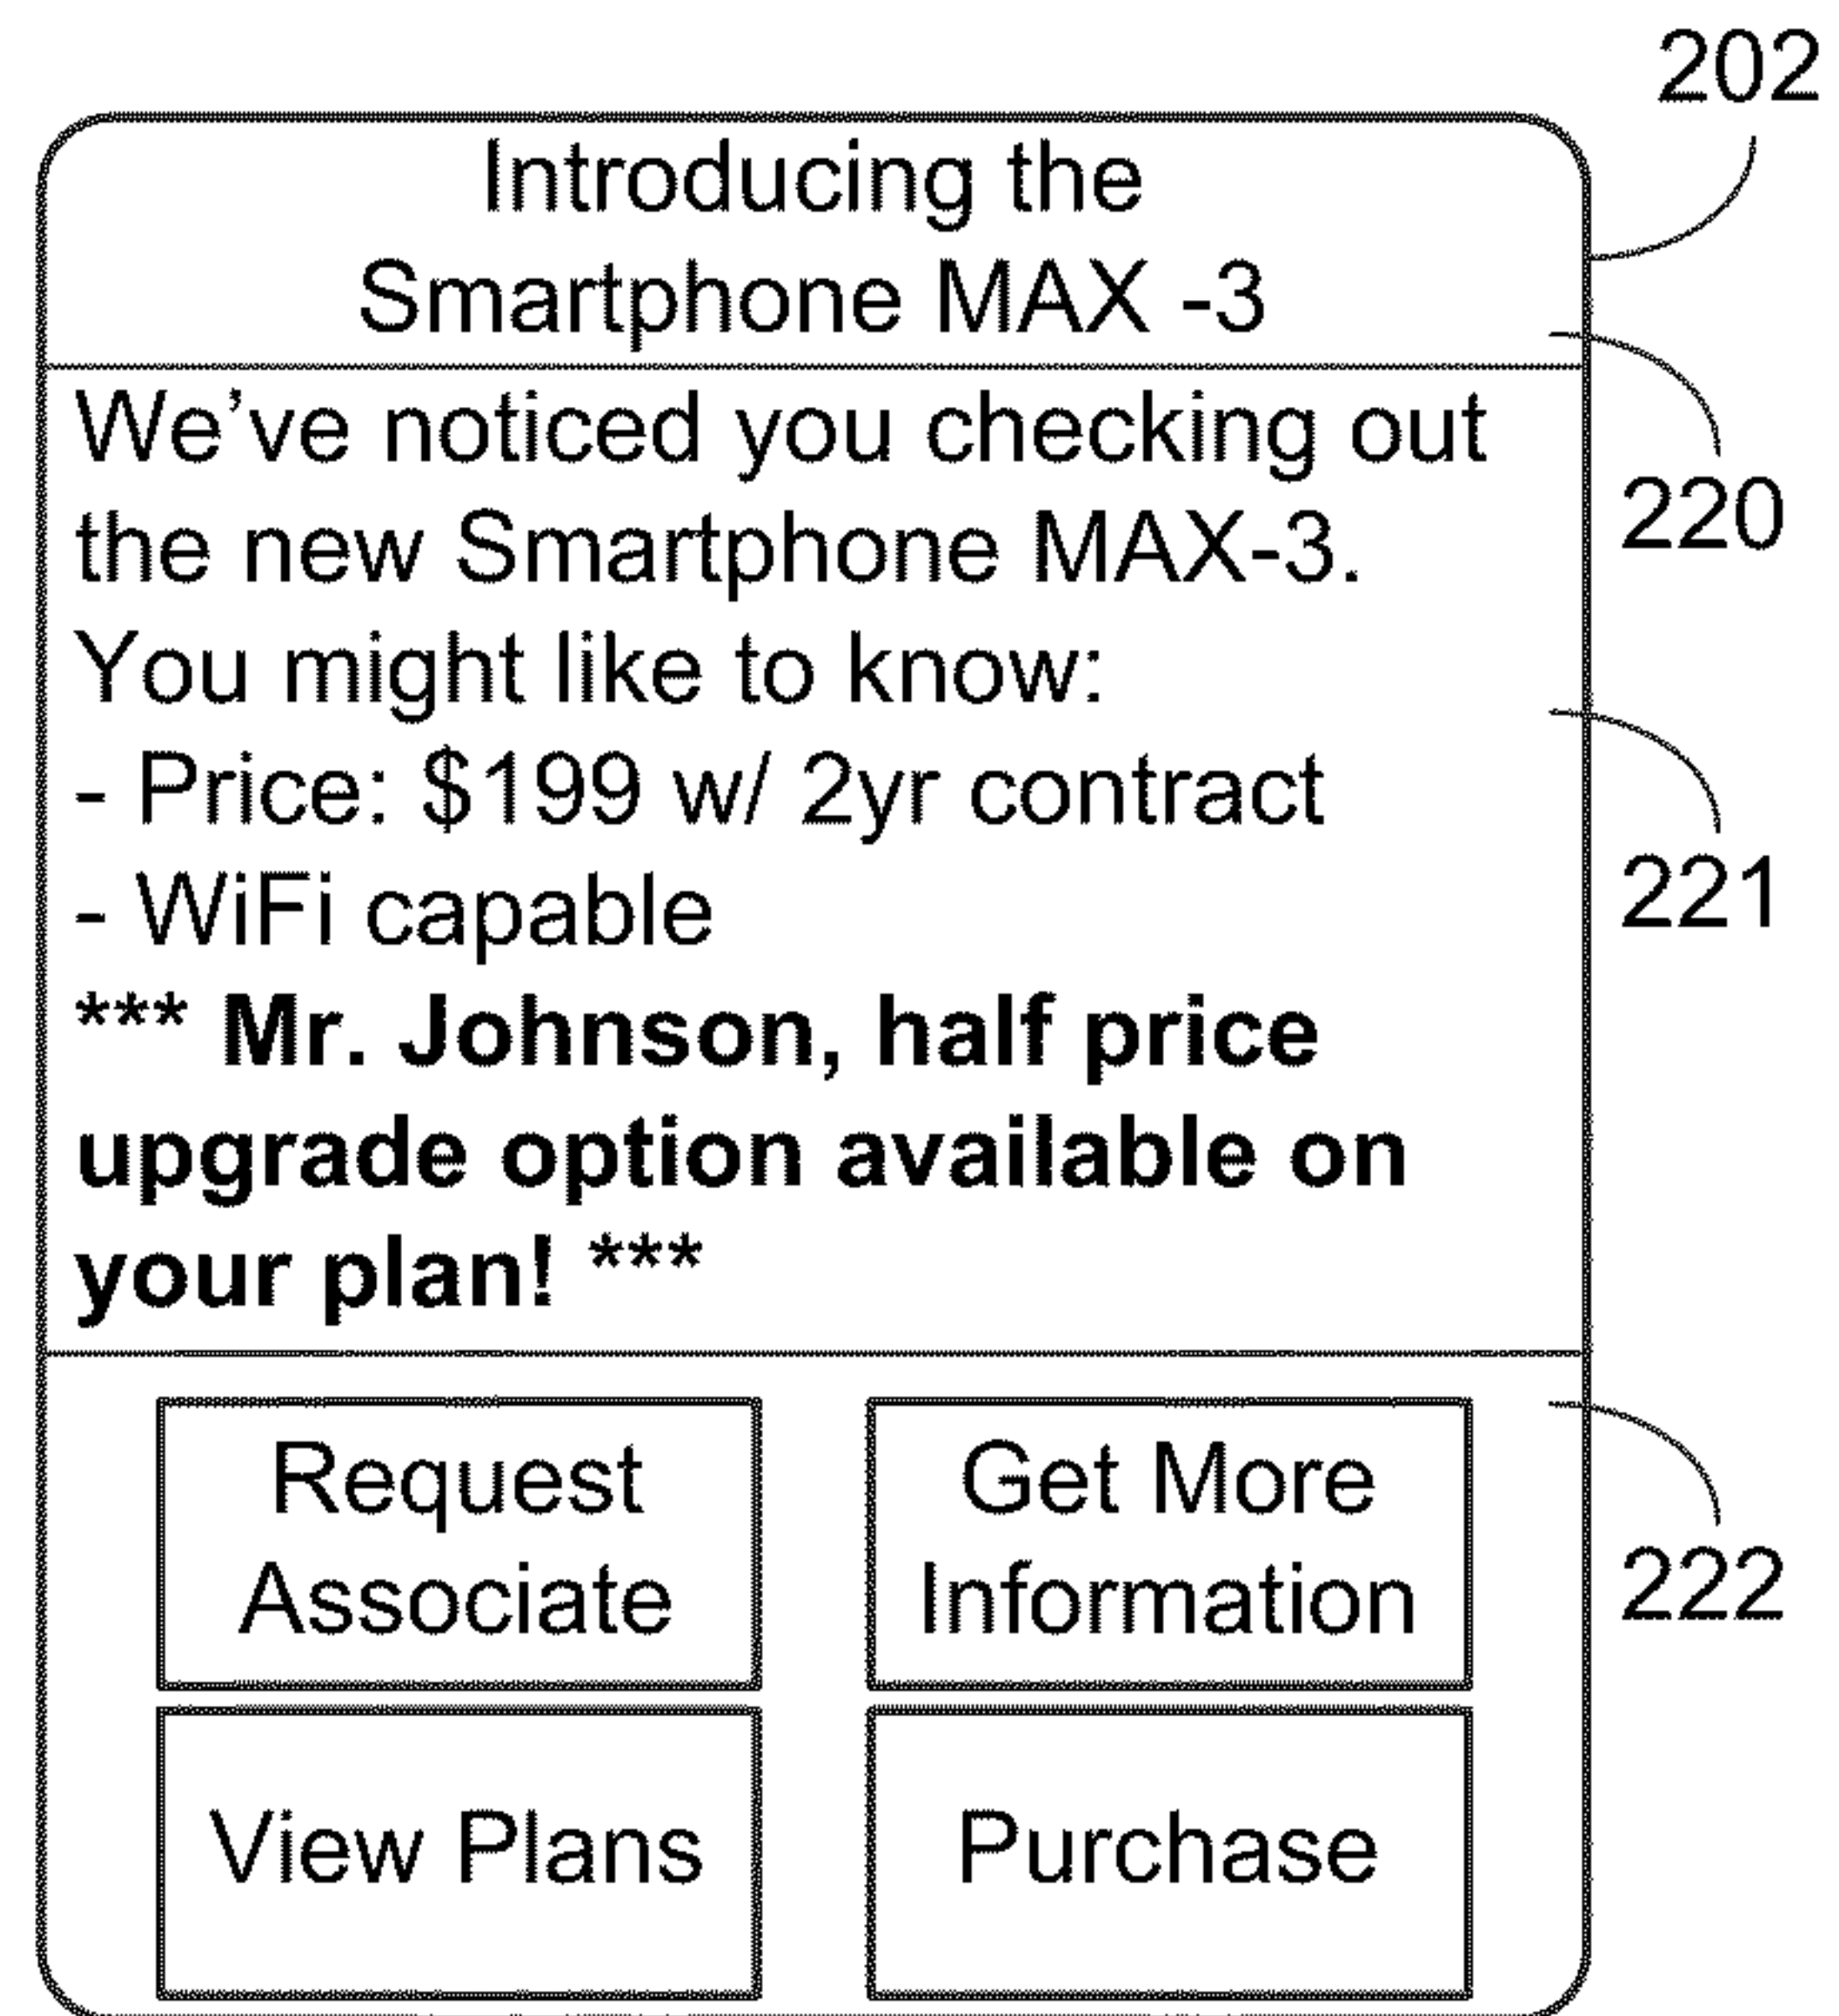 202
Introducing the
Smartphone MAX -3
220
We’ve noticed you checking out
the new Smartphone MAX-3.
You might like to know:
- Price: $199 w/ 2yr contract
- WiFi capable
221
*** Mr. Johnson, half price
upgrade option available on
your plan! ***
Request
Associate
Get More
Information
222
View Plans
Purchase